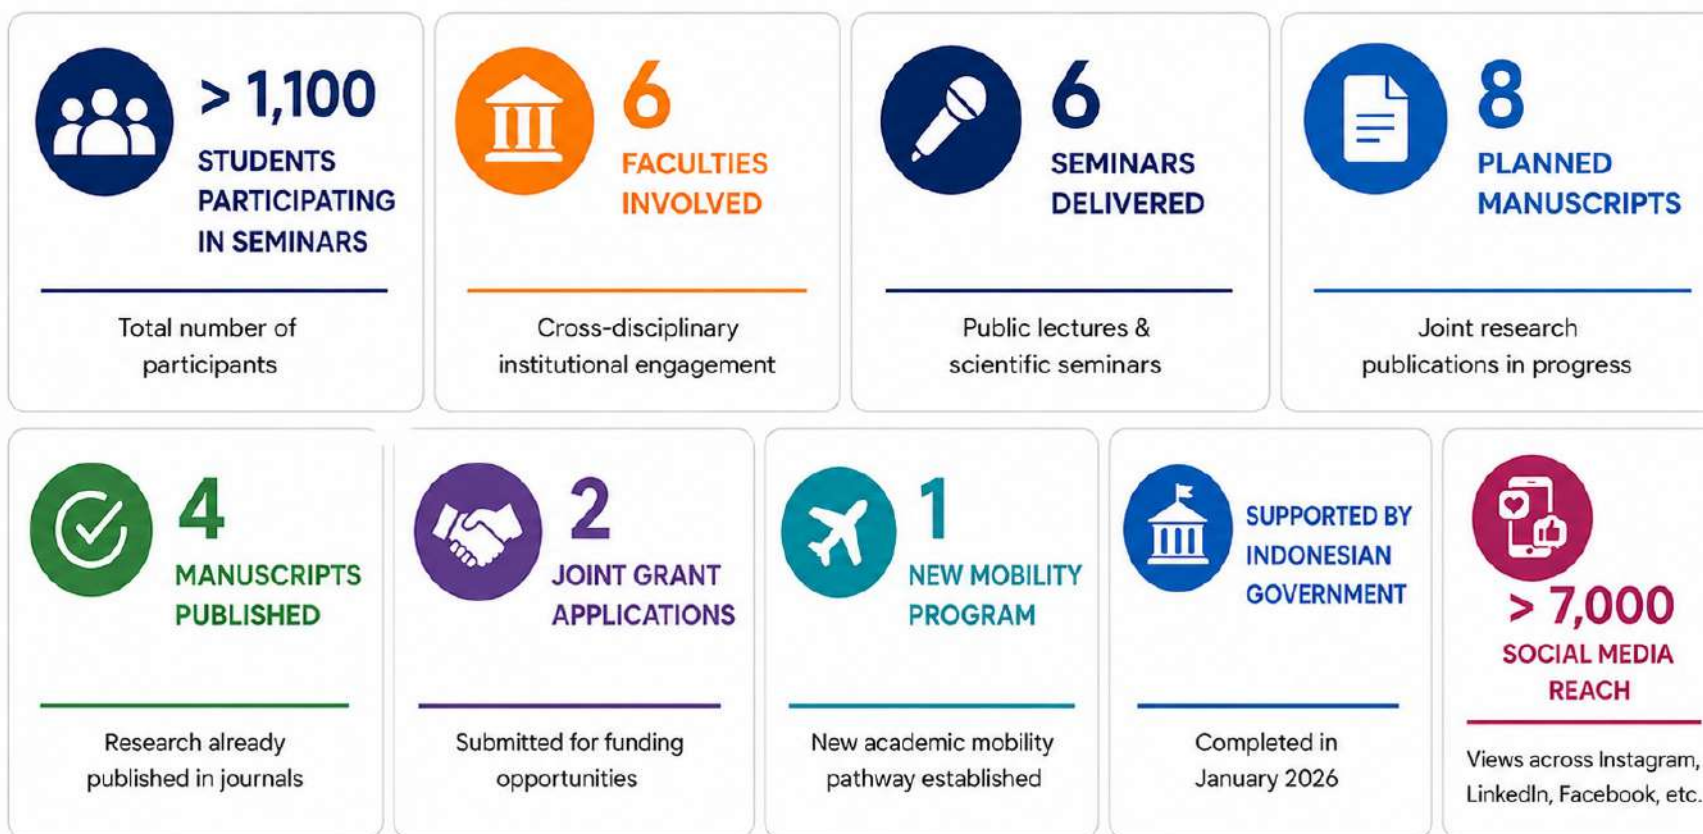 > 1,100
STUDENTS
PARTICIPATING
IN SEMINARS
Total number of
participants
6
FACULTIES
INVOLVED
Cross-disciplinary
institutional engagement
6
SEMINARS
DELIVERED
Public lectures &
scientific seminars
8
PLANNED
MANUSCRIPTS
Joint research
publications in progress
4
MANUSCRIPTS
PUBLISHED
Research already
published in journals
2
JOINT GRANT
APPLICATIONS
Submitted for funding
opportunities
1
NEW MOBILITY
PROGRAM
New academic mobility
pathway established
SUPPORTED BY
INDONESIAN
GOVERNMENT
Completed in
January 2026
> 7,000
SOCIAL MEDIA
REACH
Views across Instagram,
LinkedIn, Facebook, etc.